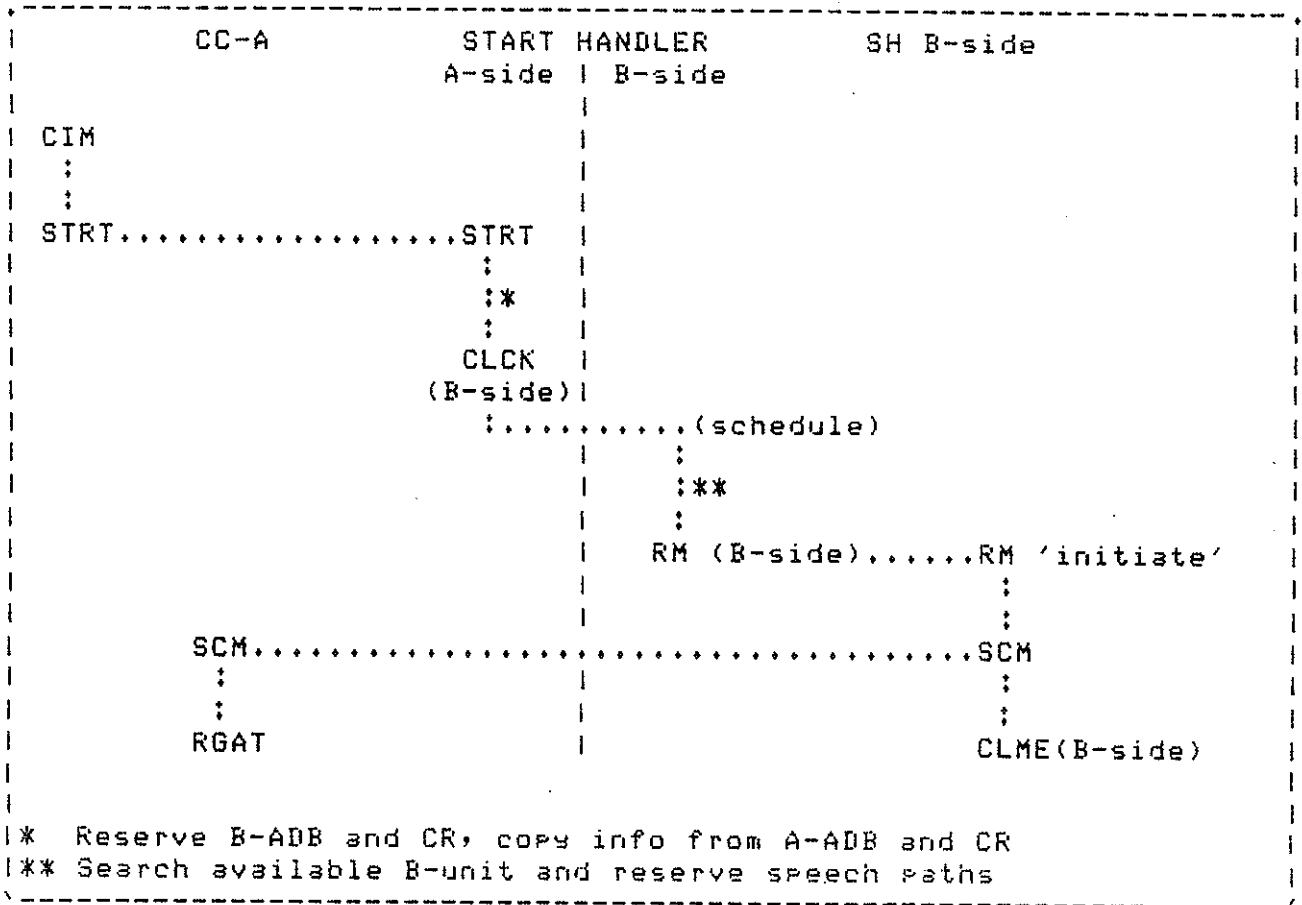 CC-A START HANDLER SH B-side
A-side | B-side
CIM
:
:
STRT..................STRT
:
:*
:
CLCK
(B-side)
:..........(schedule)
:
:**
:
RM (B-side)......RM 'initiate'
:
:
SCM......................................SCM
: :
: :
RGAT CLME(B-side)
* Reserve B-ADB and CR, copy info from A-ADB and CR
** Search available B-unit and reserve speech paths